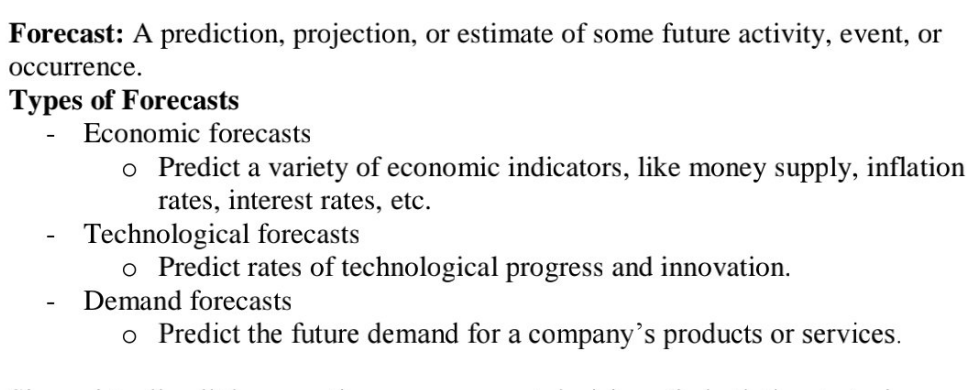 Forecast: A prediction, projection, or estimate of some future activity, event, or
occurrence.
Types of Forecasts
- Economic forecasts
o Predict a variety of economic indicators, like money supply, inflation
rates, interest rates, etc.
- Technological forecasts
o Predict rates of technological progress and innovation.
- Demand forecasts
o Predict the future demand for a company’s products or services.